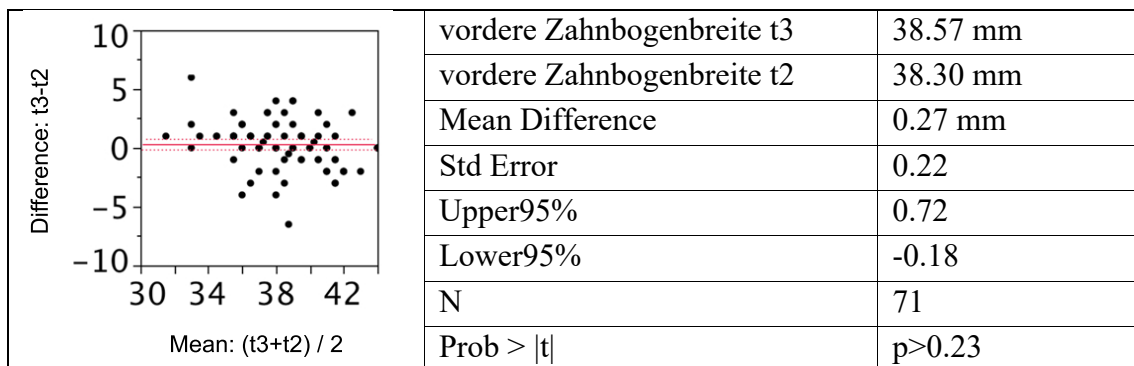 10
5
0
−5
−10
Difference: t3-t2
30 34 38 42
Mean: (t3+t2) / 2
vordere Zahnbogenbreite t3 38.57 mm
vordere Zahnbogenbreite t2 38.30 mm
Mean Difference 0.27 mm
Std Error 0.22
Upper95% 0.72
Lower95% -0.18
N 71
Prob > |t| p>0.23